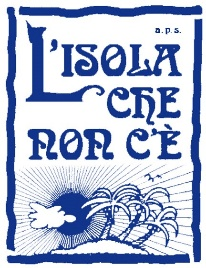 a.p.s.
L'ISOLA
CHE
NON C'È